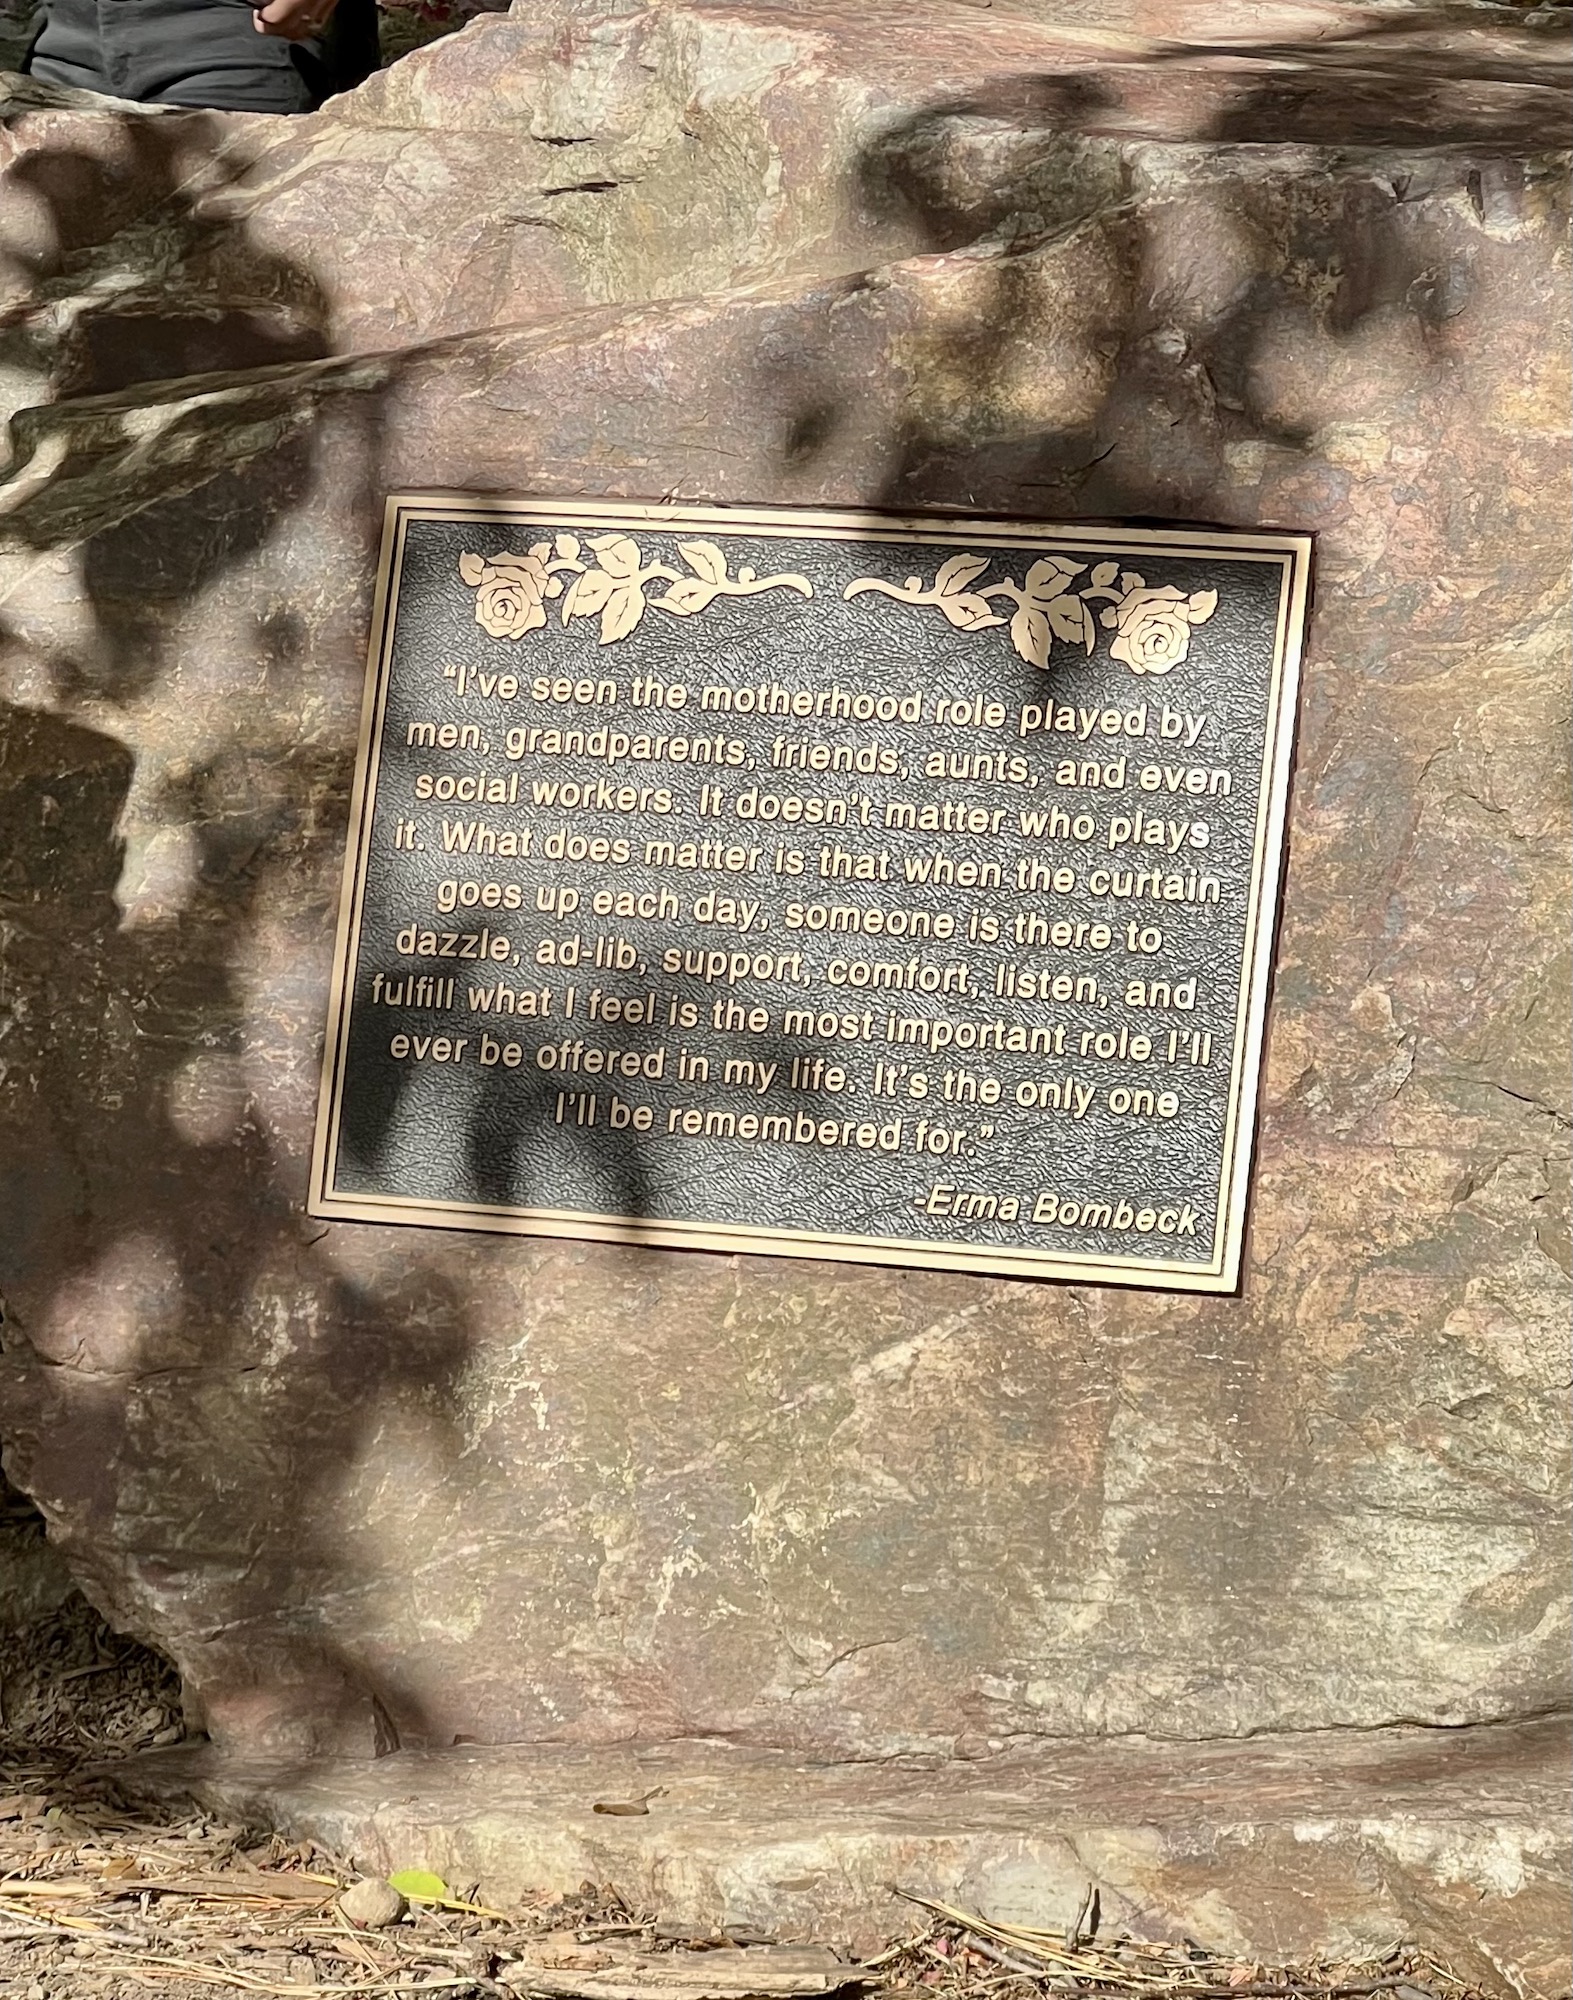 “I’ve seen the motherhood role played by
men, grandparents, friends, aunts, and even
social workers. It doesn’t matter who plays
it. What does matter is that when the curtain
goes up each day, someone is there to
dazzle, ad-lib, support, comfort, listen, and
fulfill what I feel is the most important role I’ll
ever be offered in my life. It’s the only one
I’ll be remembered for.”
-Erma Bombeck